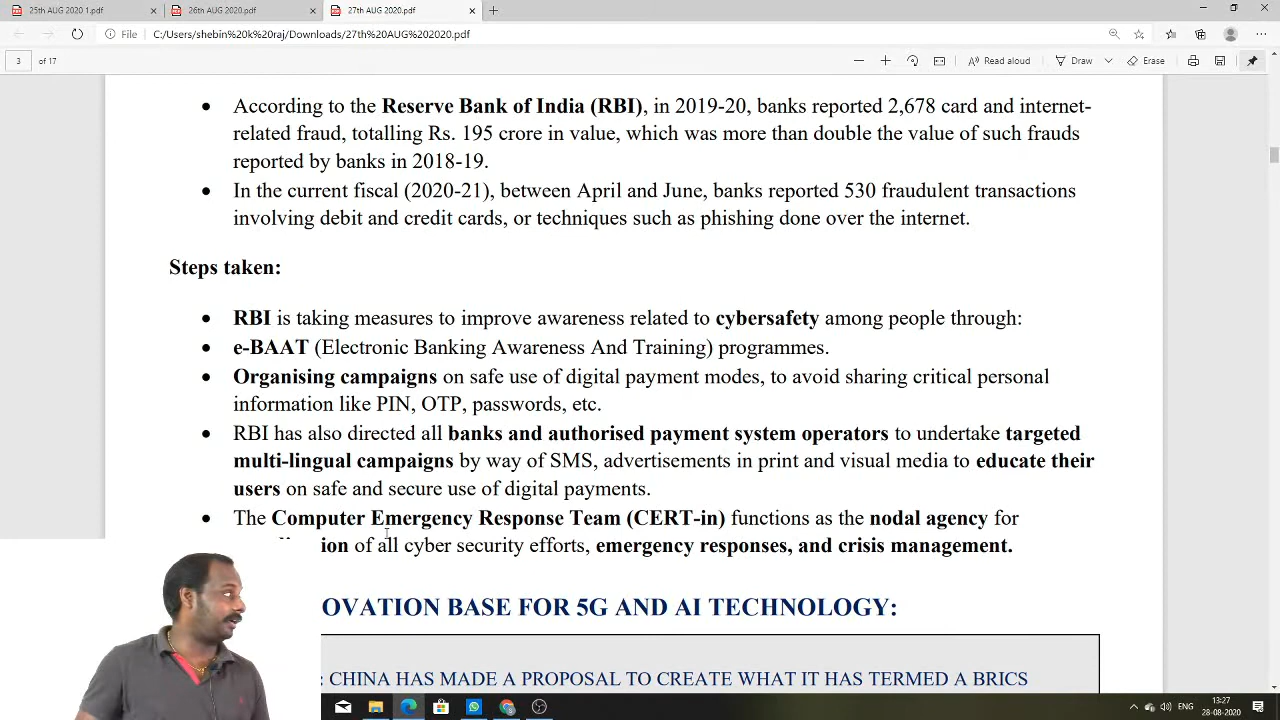 25th AUG 2020 1.pdf
26th AUG 2020.pdf
27th AUG 2020.pdf
File
C:/Users/shebin%20k%20raj/Downloads/27th%20AUG%202020.pdf
3 of 17
Read aloud
Draw
Erase
• According to the Reserve Bank of India (RBI), in 2019-20, banks reported 2,678 card and internet-
related fraud, totalling Rs. 195 crore in value, which was more than double the value of such frauds
reported by banks in 2018-19.
• In the current fiscal (2020-21), between April and June, banks reported 530 fraudulent transactions
involving debit and credit cards, or techniques such as phishing done over the internet.
Steps taken:
• RBI is taking measures to improve awareness related to cybersafety among people through:
• e-BAAT (Electronic Banking Awareness And Training) programmes.
• Organising campaigns on safe use of digital payment modes, to avoid sharing critical personal
information like PIN, OTP, passwords, etc.
• RBI has also directed all banks and authorised payment system operators to undertake targeted
multi-lingual campaigns by way of SMS, advertisements in print and visual media to educate their
users on safe and secure use of digital payments.
• The Computer Emergency Response Team (CERT-in) functions as the nodal agency for
ion of all cyber security efforts, emergency responses, and crisis management.
OVATION BASE FOR 5G AND AI TECHNOLOGY:
: CHINA HAS MADE A PROPOSAL TO CREATE WHAT IT HAS TERMED A BRICS
ENG
13:27
28-08-2020